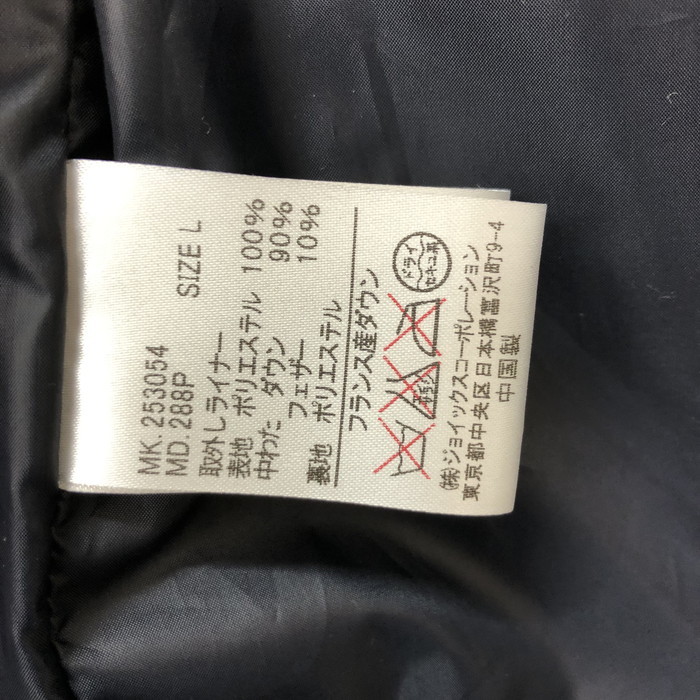 MK.253054
MD.288P SIZE L
取外しライナー
表地 ポリエステル 100%
中わた ダウン 90%
フェザー 10%
裏地 ポリエステル
フランス産ダウン
ドライ
セキユ系
(株)ジョイックスコーポレーション
東京都中央区日本橋富沢町9-4
中国製